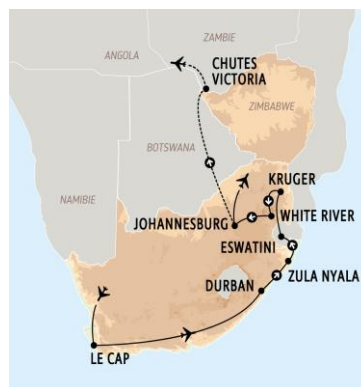 ZAMBIE
ANGOLA
CHUTES
VICTORIA
ZIMBABWE
BOTSWANA
NAMIBIE
KRUGER
WHITE RIVER
JOHANNESBURG
ESWATINI
ZULA NYALA
DURBAN
LE CAP